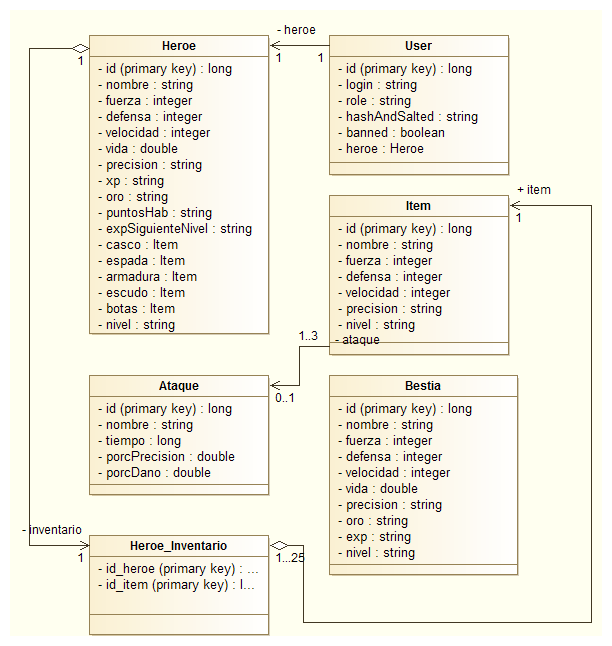 - heroe
1
1
1
Heroe
- id (primary key) : long
- nombre : string
- fuerza : integer
- defensa : integer
- velocidad : integer
- vida : double
- precision : string
- xp : string
- oro : string
- puntosHab : string
- expSiguienteNivel : string
- casco : Item
- espada : Item
- armadura : Item
- escudo : Item
- botas : Item
- nivel : string
User
- id (primary key) : long
- login : string
- role : string
- hashAndSalted : string
- banned : boolean
- heroe : Heroe
+ item
1
Item
- id (primary key) : long
- nombre : string
- fuerza : integer
- defensa : integer
- velocidad : integer
- precision : string
- nivel : string
- ataque
1..3
0..1
Ataque
- id (primary key) : long
- nombre : string
- tiempo : long
- porcPrecision : double
- porcDano : double
Bestia
- id (primary key) : long
- nombre : string
- fuerza : integer
- defensa : integer
- velocidad : integer
- vida : double
- precision : string
- oro : string
- exp : string
- nivel : string
- inventario
1
1...25
Heroe_Inventario
- id_heroe (primary key) : ...
- id_item (primary key) : l...